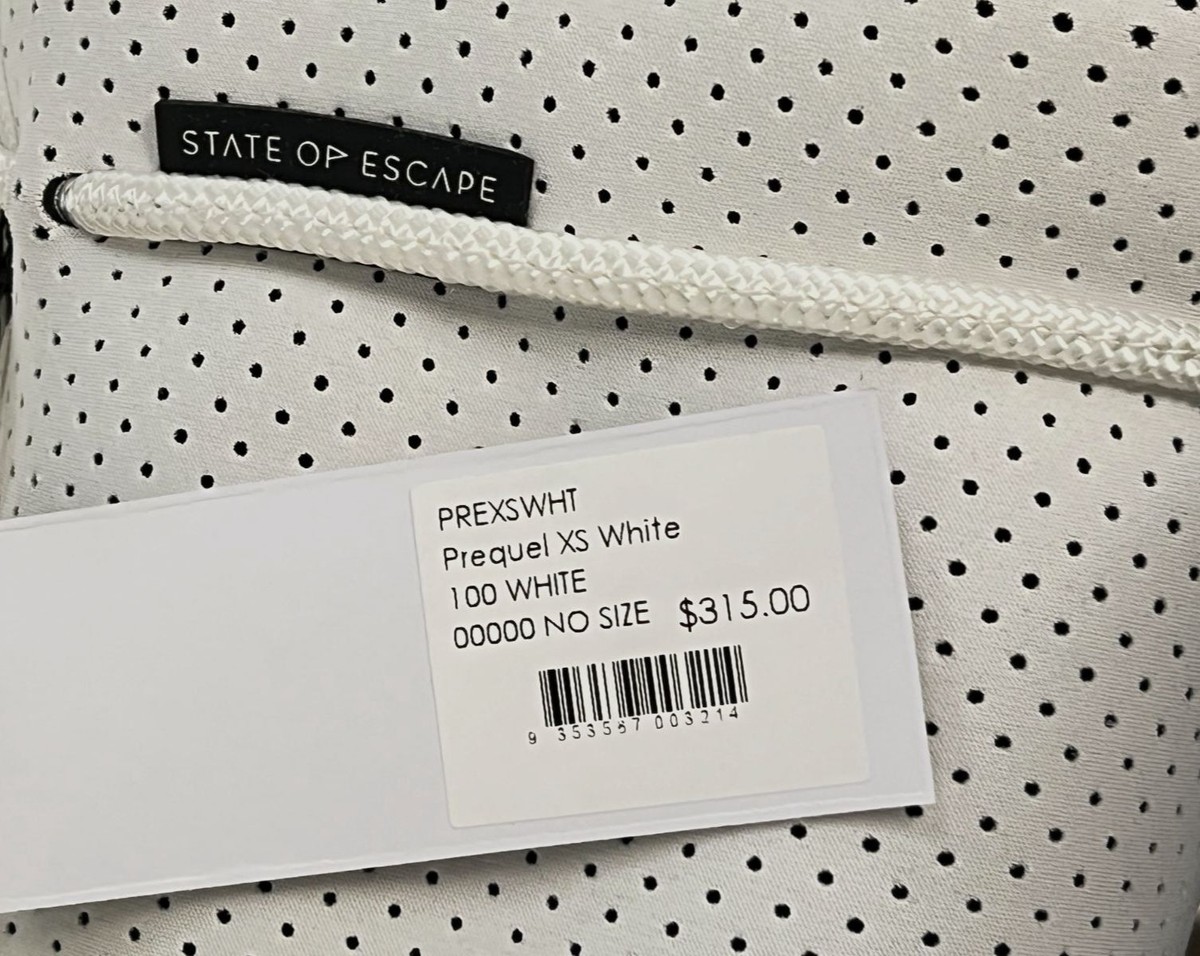 STATE OF ESCAPE
PREXSWHT
Prequel XS White
100 WHITE
00000 NO SIZE $315.00
9 353567 003214